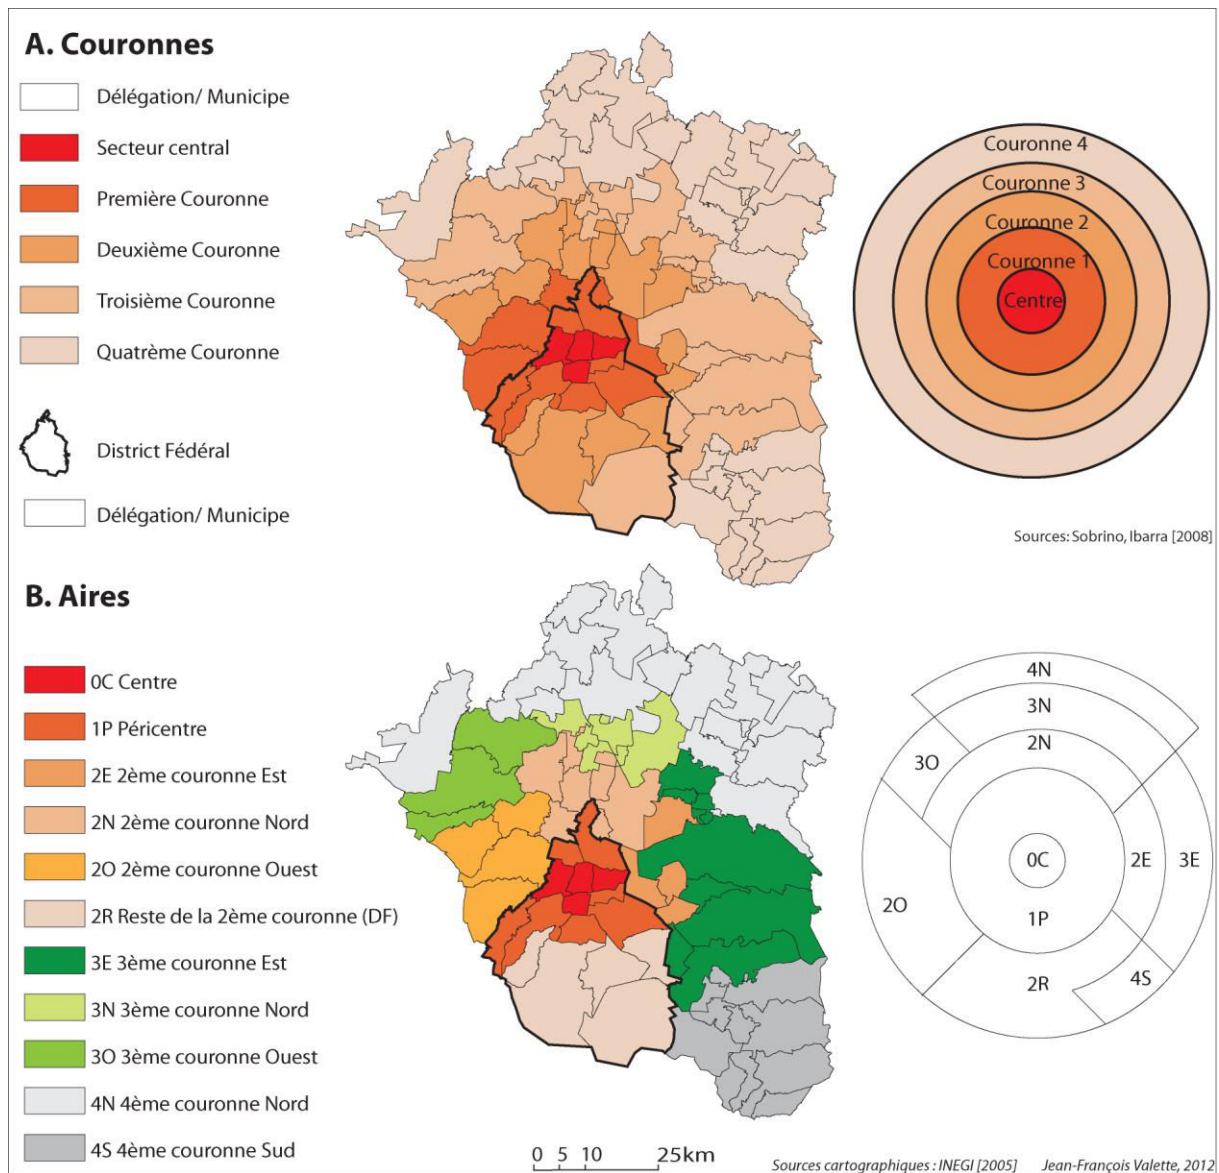 A. Couronnes
Délégation/ Municipe
Secteur central
Première Couronne
Deuxième Couronne
Troisième Couronne
Quatrème Couronne
District Fédéral
Délégation/ Municipe
Couronne 4
Couronne 3
Couronne 2
Couronne 1
Centre
Sources: Sobrino, Ibarra [2008]
B. Aires
0C Centre
1P Péricentre
2E 2ème couronne Est
2N 2ème couronne Nord
2O 2ème couronne Ouest
2R Reste de la 2ème couronne (DF)
3E 3ème couronne Est
3N 3ème couronne Nord
3O 3ème couronne Ouest
4N 4ème couronne Nord
4S 4ème couronne Sud
4N
3N
2N
3O
0C
2E
3E
2O
1P
2R
4S
0 5 10 25km
Sources cartographiques : INEGI [2005] Jean-François Valette, 2012